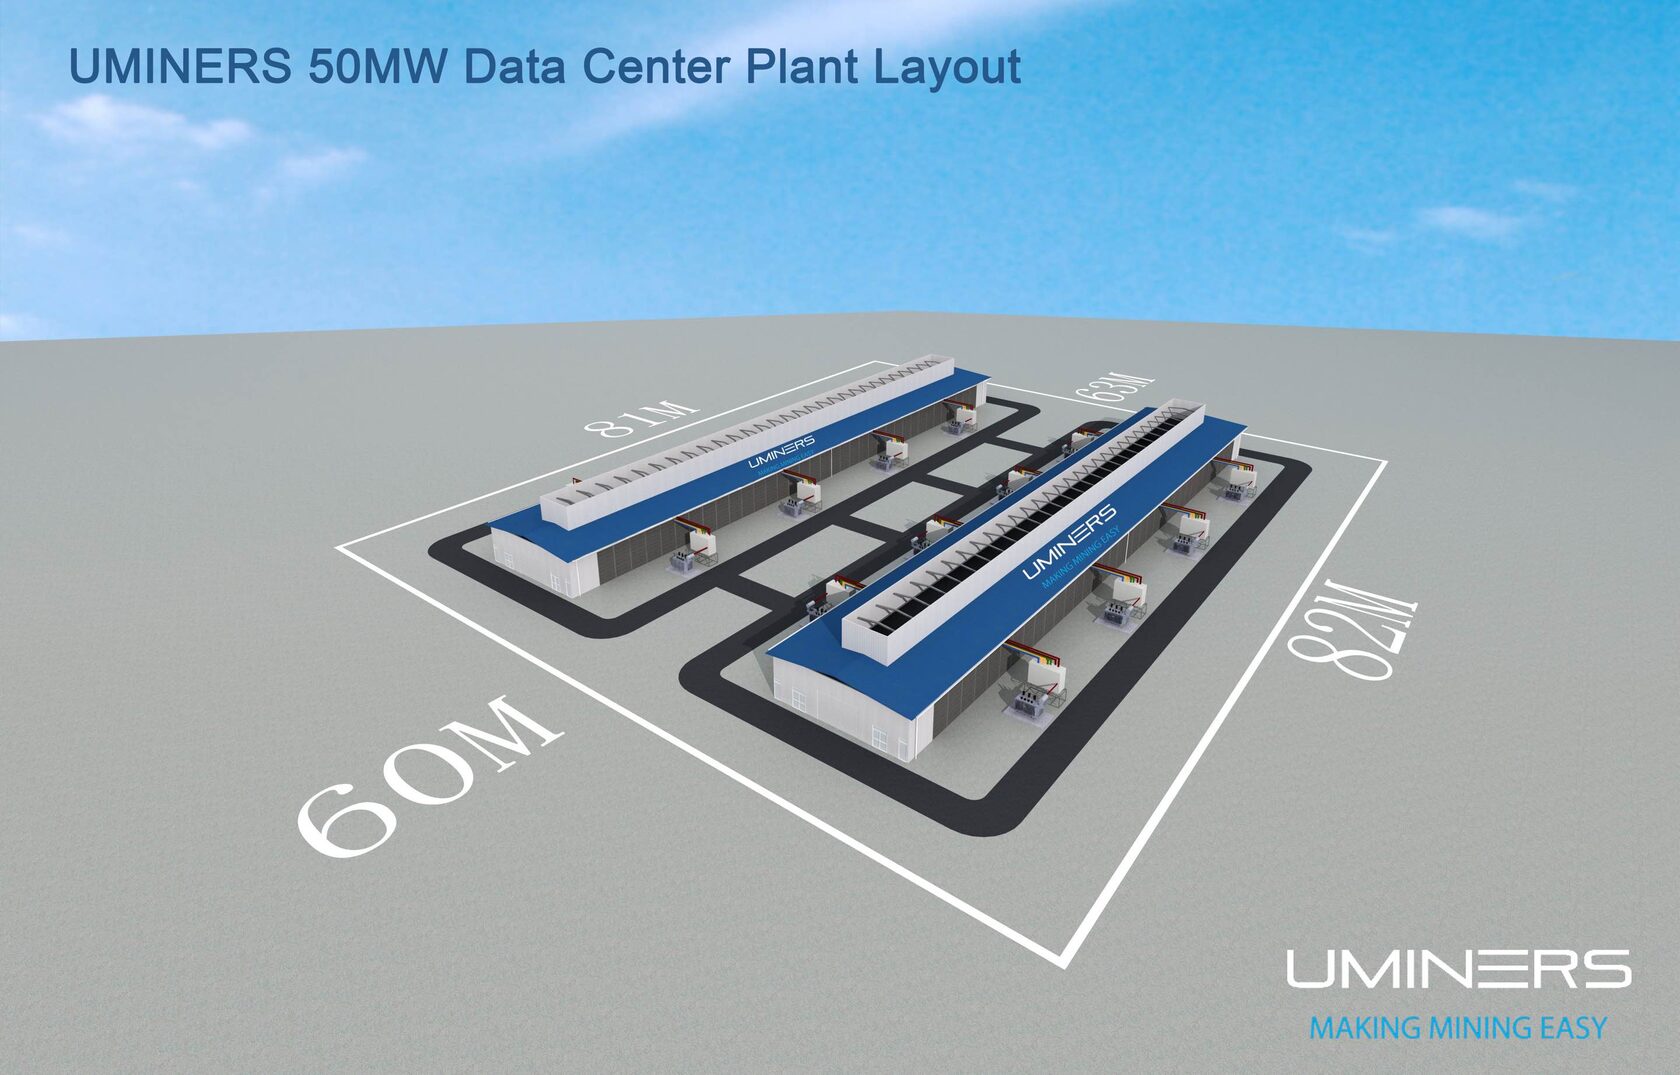 UMINERS 50MW Data Center Plant Layout
81M
63M
UMINERS
MAKING MINING EASY
UMINERS
MAKING MINING EASY
82M
60M
UMINERS
MAKING MINING EASY